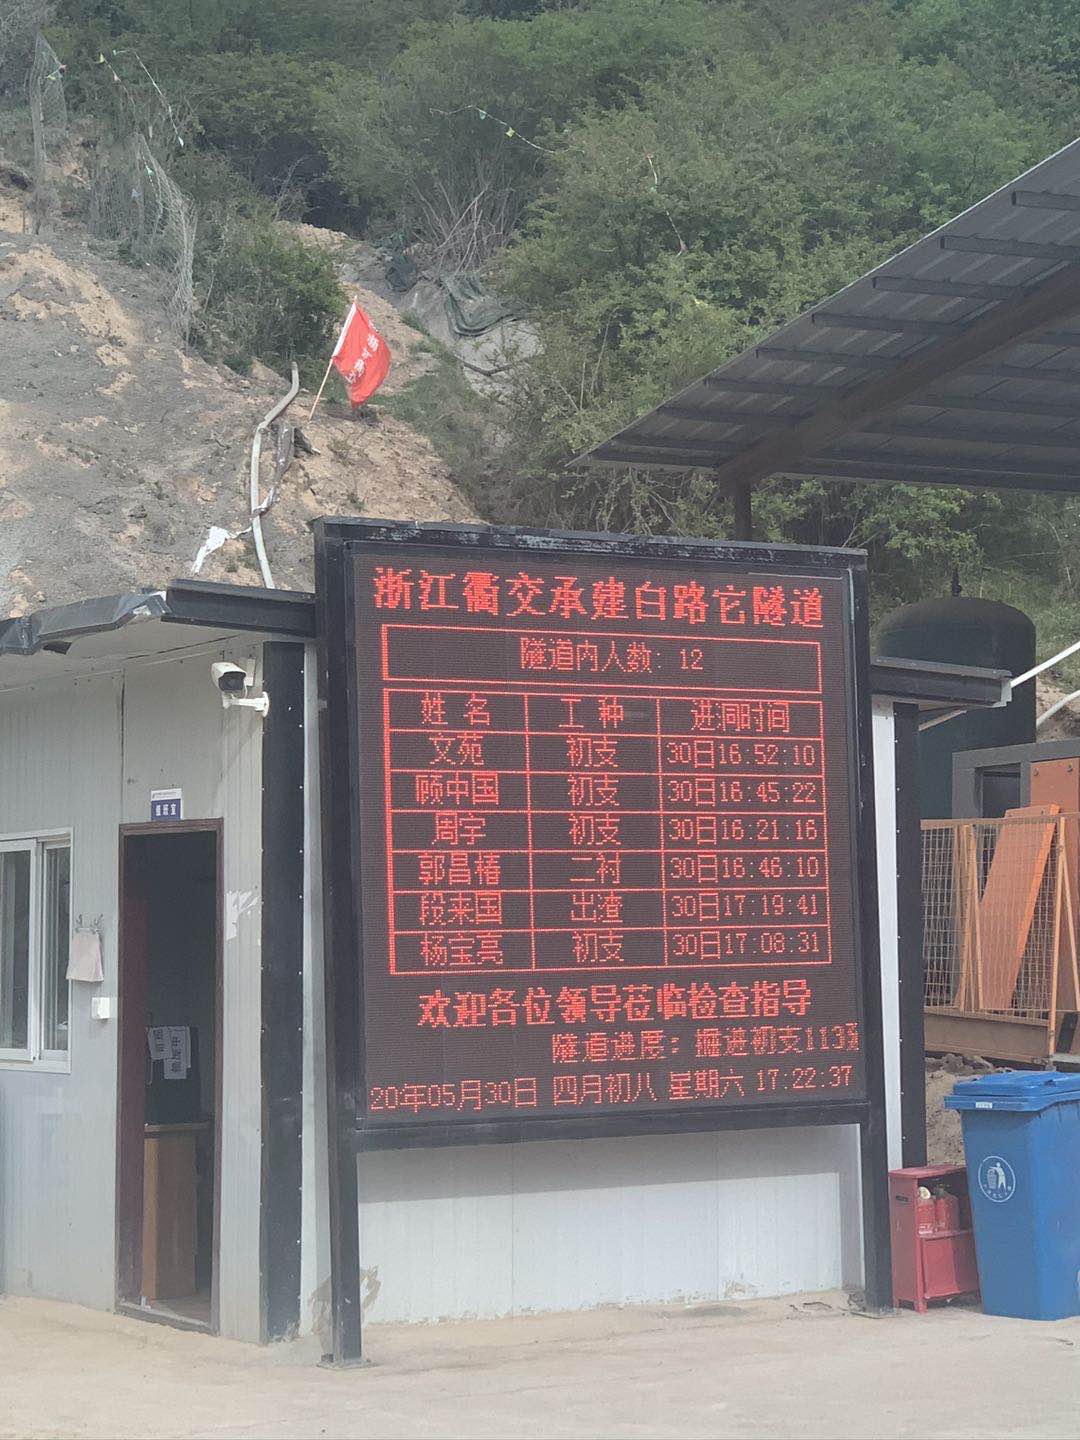 浙江衢交承建白路它隧道
隧道内人数: 12
姓 名 工 种 进洞时间
文苑 初支 30日16:52:10
顾中国 初支 30日16:45:22
周宇 初支 30日16:21:16
郭昌椿 二衬 30日16:46:10
段来国 出渣 30日17:19:41
杨宝亮 初支 30日17:08:31
欢迎各位领导莅临检查指导
隧道进度: 掘进初支113
20年05月30日 四月初八 星期六 17:22:37
值班室